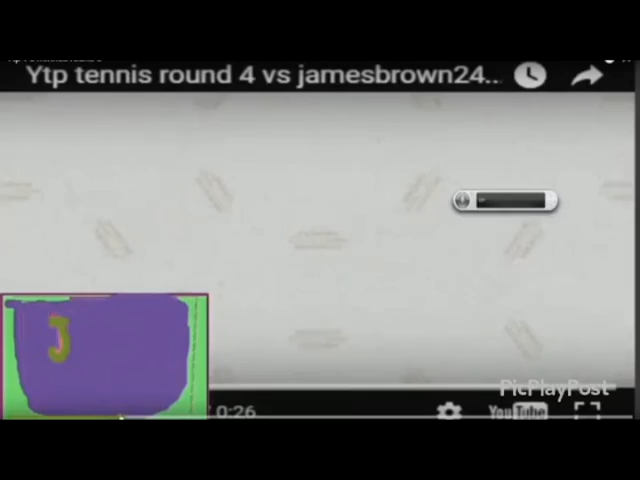 Ytp tennis round 4 vs jamesbrown24...
J
PicPlayPost
0:26
YouTube